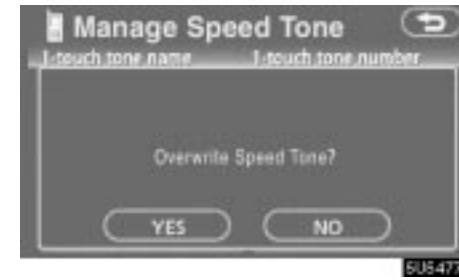 Manage Speed Tone
1-touch tone name 1-touch tone number
Overwrite Speed Tone?
YES NO
5U5477